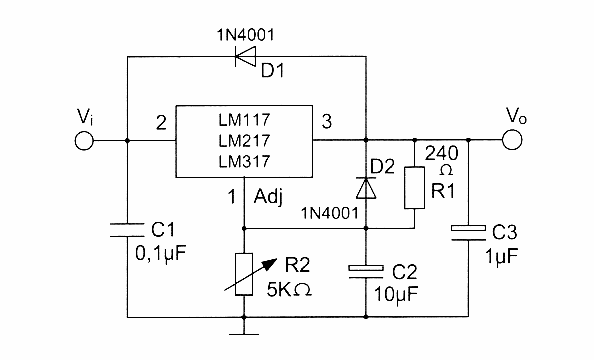 1N4001
D1
Vi
2
LM117
LM217
LM317
3
Vo
1
Adj
D2
1N4001
240
Ω
R1
C1
0,1µF
R2
5KΩ
C2
10µF
C3
1µF